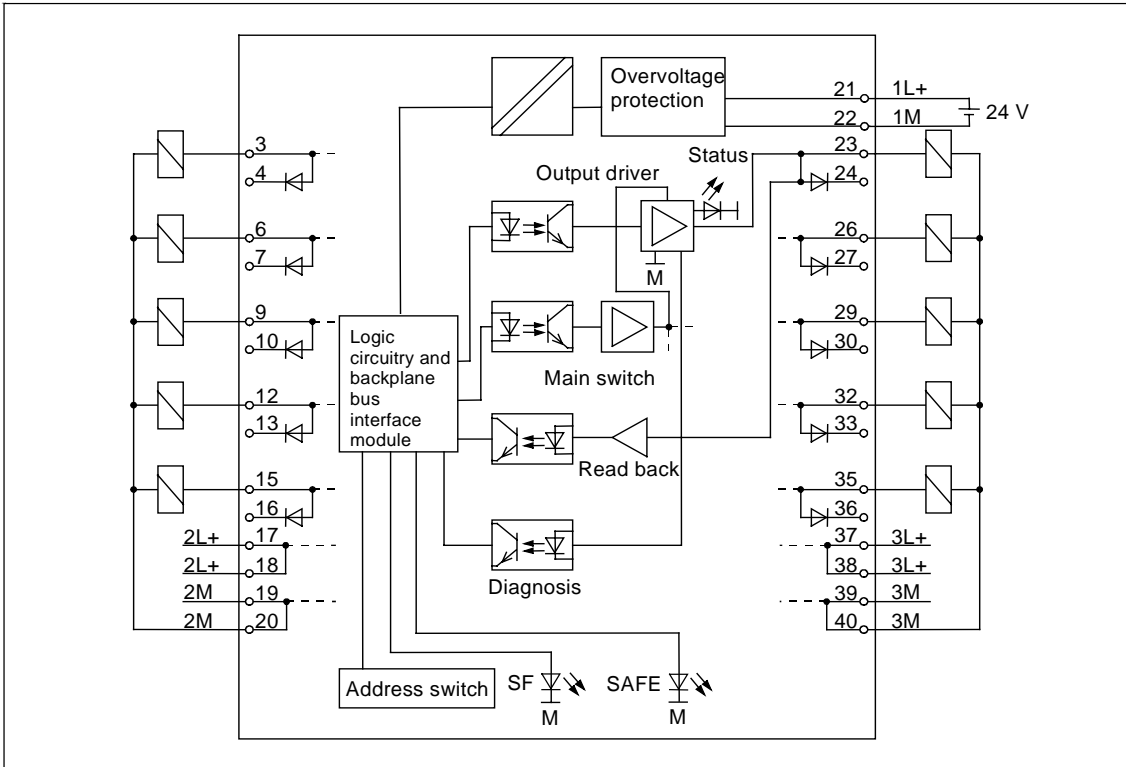 Overvoltage
protection
21
1L+
22
1M
24 V
3
4
Status
23
24
Output driver
6
7
26
27
M
9
10
29
30
Logic
circuitry and
backplane
bus
interface
module
Main switch
12
13
32
33
Read back
15
16
35
36
2L+
17
2L+
18
2M
19
2M
20
37
3L+
38
3L+
39
3M
40
3M
Diagnosis
Address switch
SF
M
SAFE
M